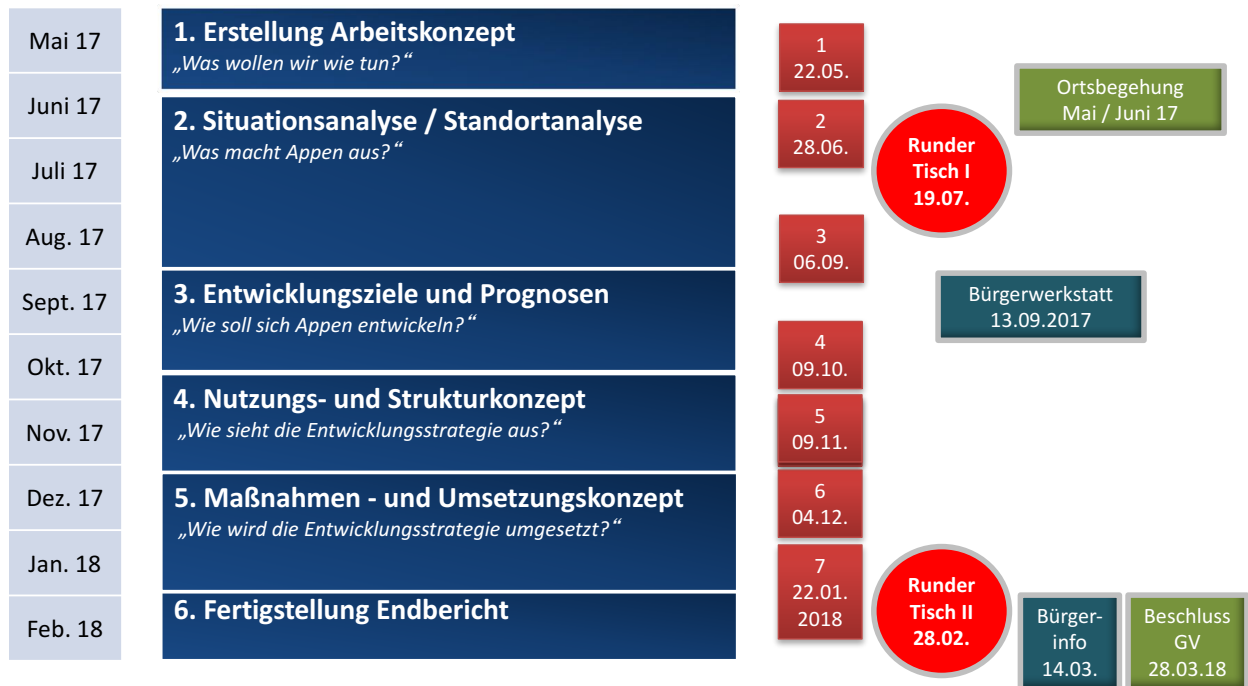 Mai 17
Juni 17
Juli 17
Aug. 17
Sept. 17
Okt. 17
Nov. 17
Dez. 17
Jan. 18
Feb. 18
1. Erstellung Arbeitskonzept
„Was wollen wir wie tun?“
2. Situationsanalyse / Standortanalyse
„Was macht Appen aus?“
3. Entwicklungsziele und Prognosen
„Wie soll sich Appen entwickeln?“
4. Nutzungs- und Strukturkonzept
„Wie sieht die Entwicklungsstrategie aus?“
5. Maßnahmen - und Umsetzungskonzept
„Wie wird die Entwicklungsstrategie umgesetzt?“
6. Fertigstellung Endbericht
1
22.05.
2
28.06.
3
06.09.
4
09.10.
5
09.11.
6
04.12.
7
22.01.
2018
Runder
Tisch I
19.07.
Ortsbegehung
Mai / Juni 17
Bürgerwerkstatt
13.09.2017
Runder
Tisch II
28.02.
Bürger-
info
14.03.
Beschluss
GV
28.03.18